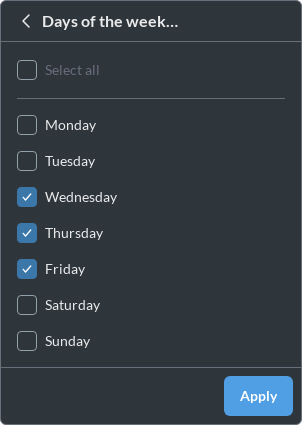 Days of the week...
Select all
Monday
Tuesday
Wednesday
Thursday
Friday
Saturday
Sunday
Apply